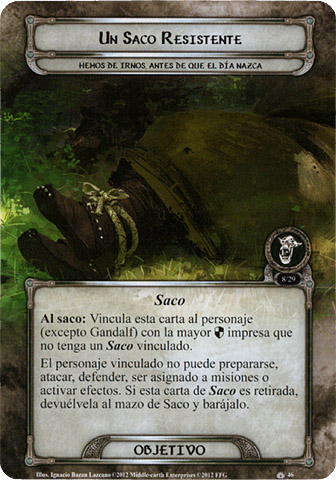 Un Saco Resistente
Hemos de irnos, antes de que el día nazca
8/29
Saco
Al saco: Vincula esta carta al personaje
(excepto Gandalf) con la mayor impresa que
no tenga un Saco vinculado.
El personaje vinculado no puede prepararse,
atacar, defender, ser asignado a misiones o
activar efectos. Si esta carta de Saco es retirada,
devuélvela al mazo de Saco y barájalo.
OBJETIVO
Illus. Ignacio Bazan Lazcano ©2012 Middle-earth Enterprises ©2012 FFG 46